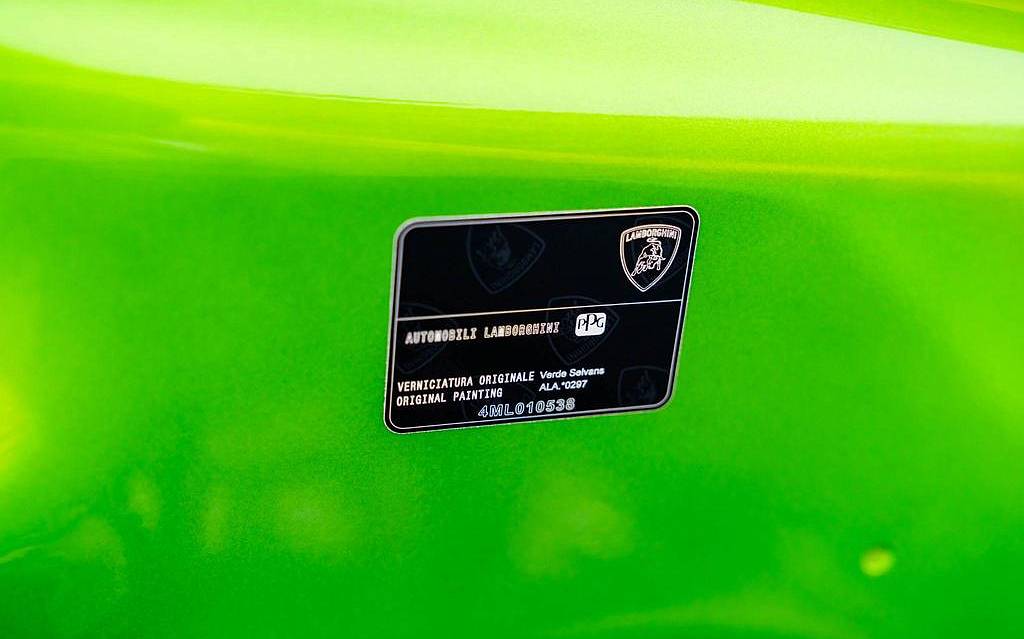 LAMBORGHINI
AUTOMOBILI LAMBORGHINI PPG
VERNICIATURA ORIGINALE Verde Selvans
ORIGINAL PAINTING ALA.*0297
4ML010538